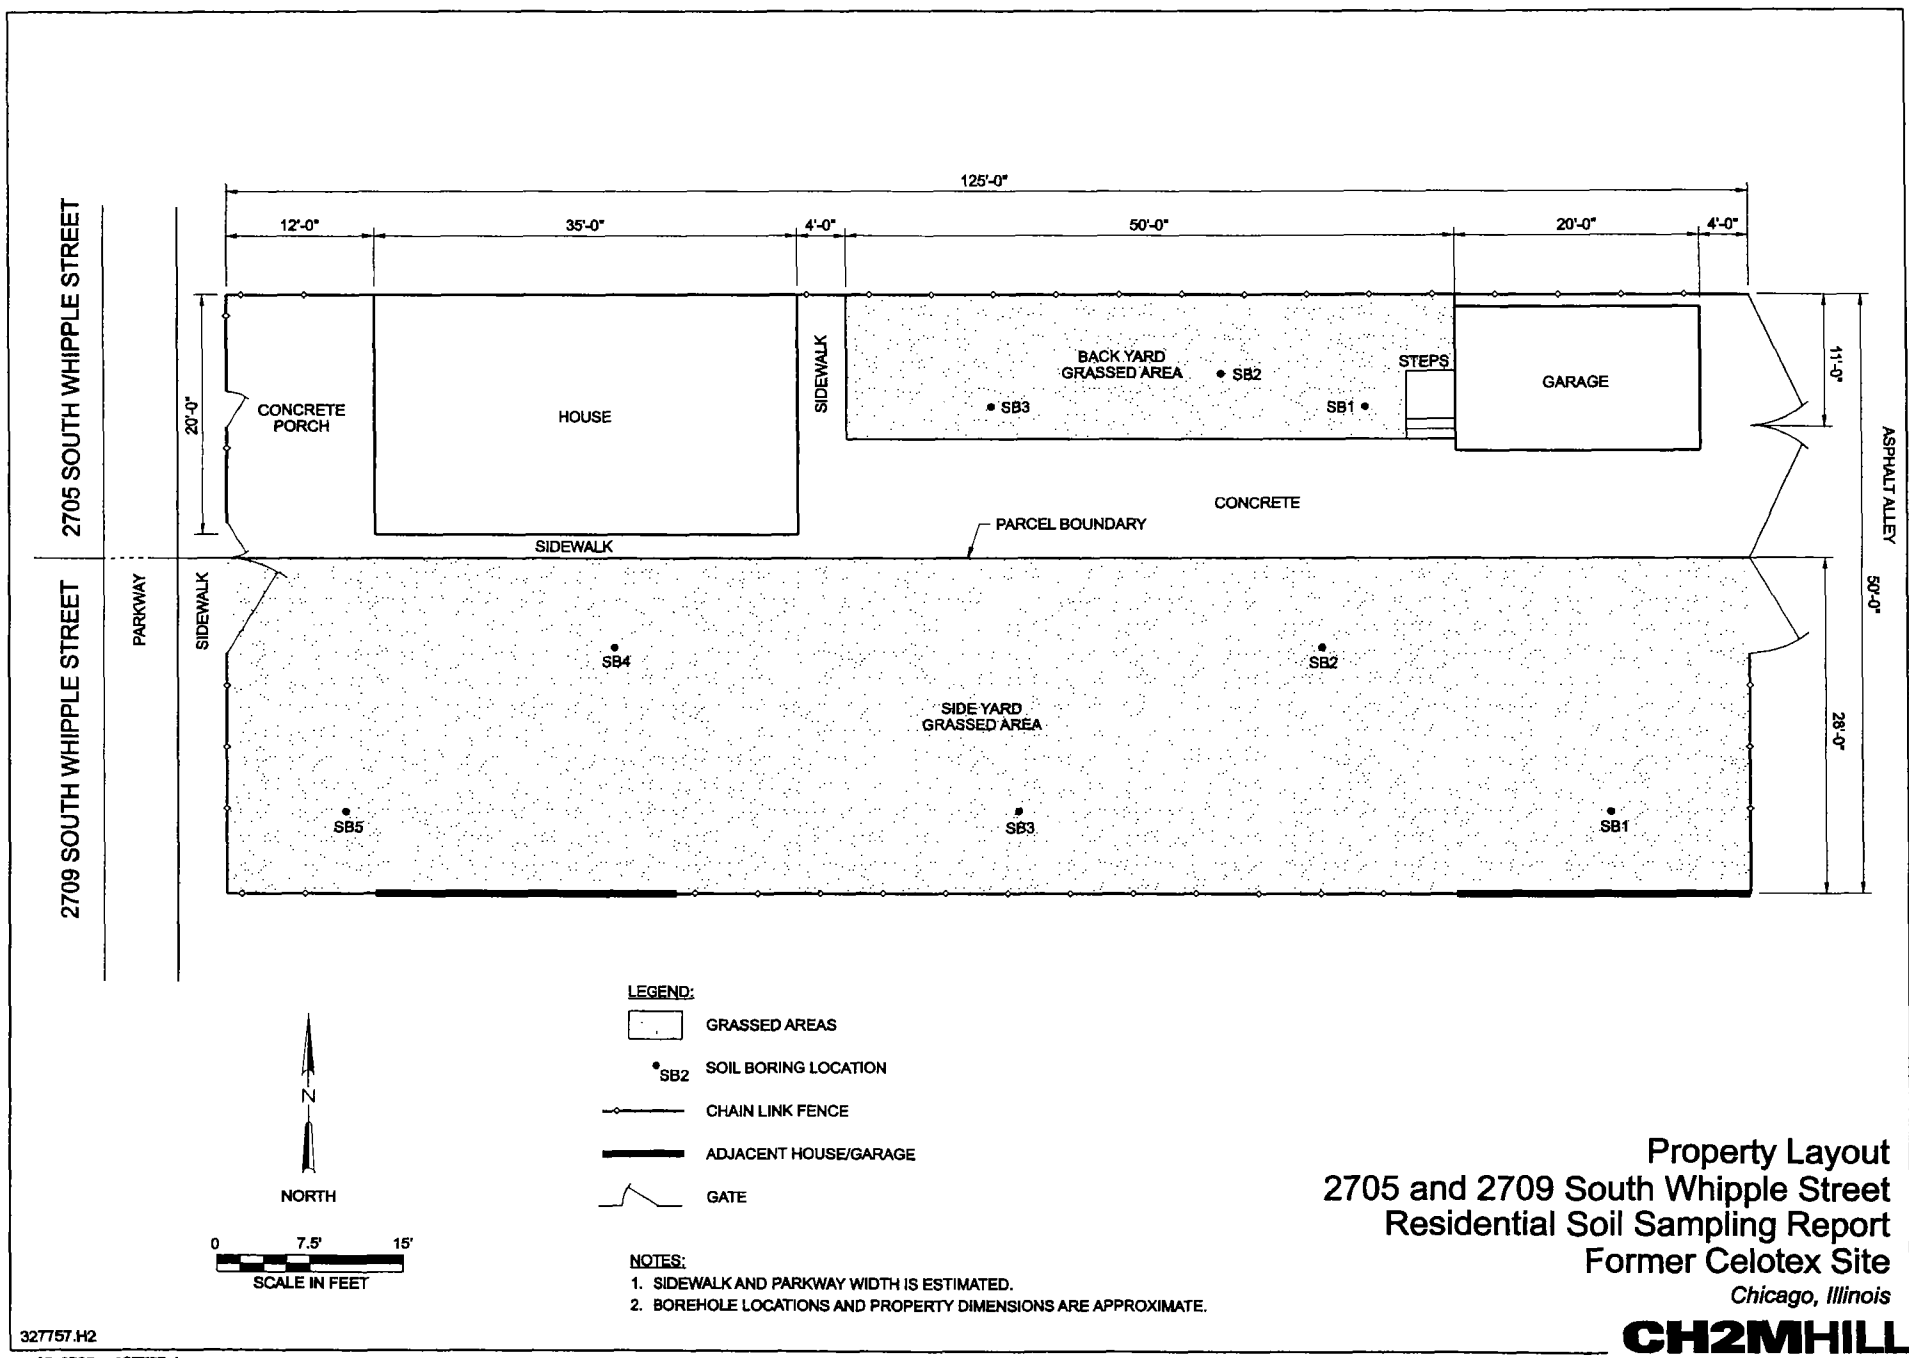 125'-0"
12'-0"
35'-0"
4'-0"
50'-0"
20'-0"
4'-0"
2705 SOUTH WHIPPLE STREET
20'-0"
CONCRETE
PORCH
HOUSE
SIDEWALK
BACK YARD
GRASSED AREA
SB2
SB3
SB1
STEPS
GARAGE
11'-0"
ASPHALT ALLEY
CONCRETE
PARCEL BOUNDARY
SIDEWALK
50'-0"
2709 SOUTH WHIPPLE STREET
PARKWAY
SIDEWALK
SB4
SB2
SIDE YARD
GRASSED AREA
28'-0"
SB5
SB3
SB1
LEGEND:
GRASSED AREAS
SB2 SOIL BORING LOCATION
CHAIN LINK FENCE
ADJACENT HOUSE/GARAGE
GATE
N
NORTH
0 7.5' 15'
SCALE IN FEET
NOTES:
1. SIDEWALK AND PARKWAY WIDTH IS ESTIMATED.
2. BOREHOLE LOCATIONS AND PROPERTY DIMENSIONS ARE APPROXIMATE.
Property Layout
2705 and 2709 South Whipple Street
Residential Soil Sampling Report
Former Celotex Site
Chicago, Illinois
CH2MHILL
327757.H2